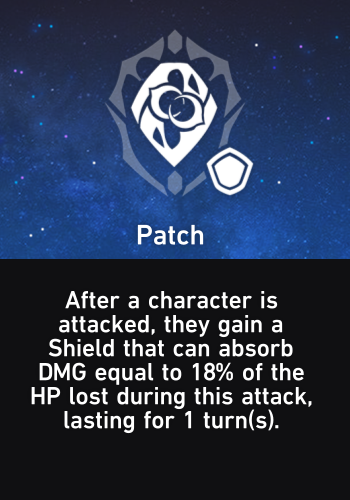 Patch
After a character is
attacked, they gain a
Shield that can absorb
DMG equal to 18% of the
HP lost during this attack,
lasting for 1 turn(s).